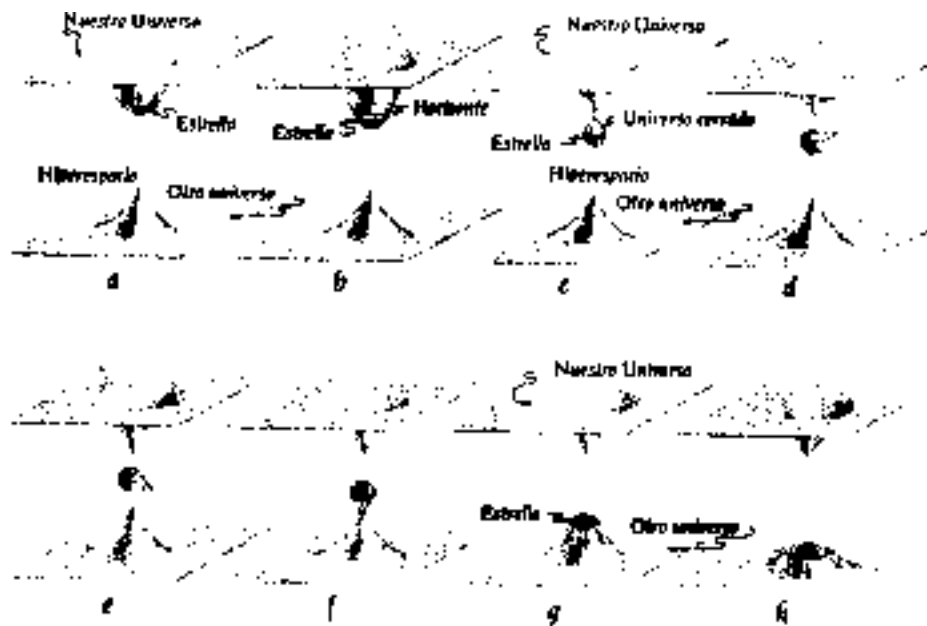 Nuestro Universo
Nuestro Universo
Estrella
Horizonte
Estrella
Universo cerrado
Estrella
Hiperespacio
Otro universo
Hiperespacio
Otro universo
a
b
c
d
Nuestro Universo
Estrella
Otro universo
e
f
g
h